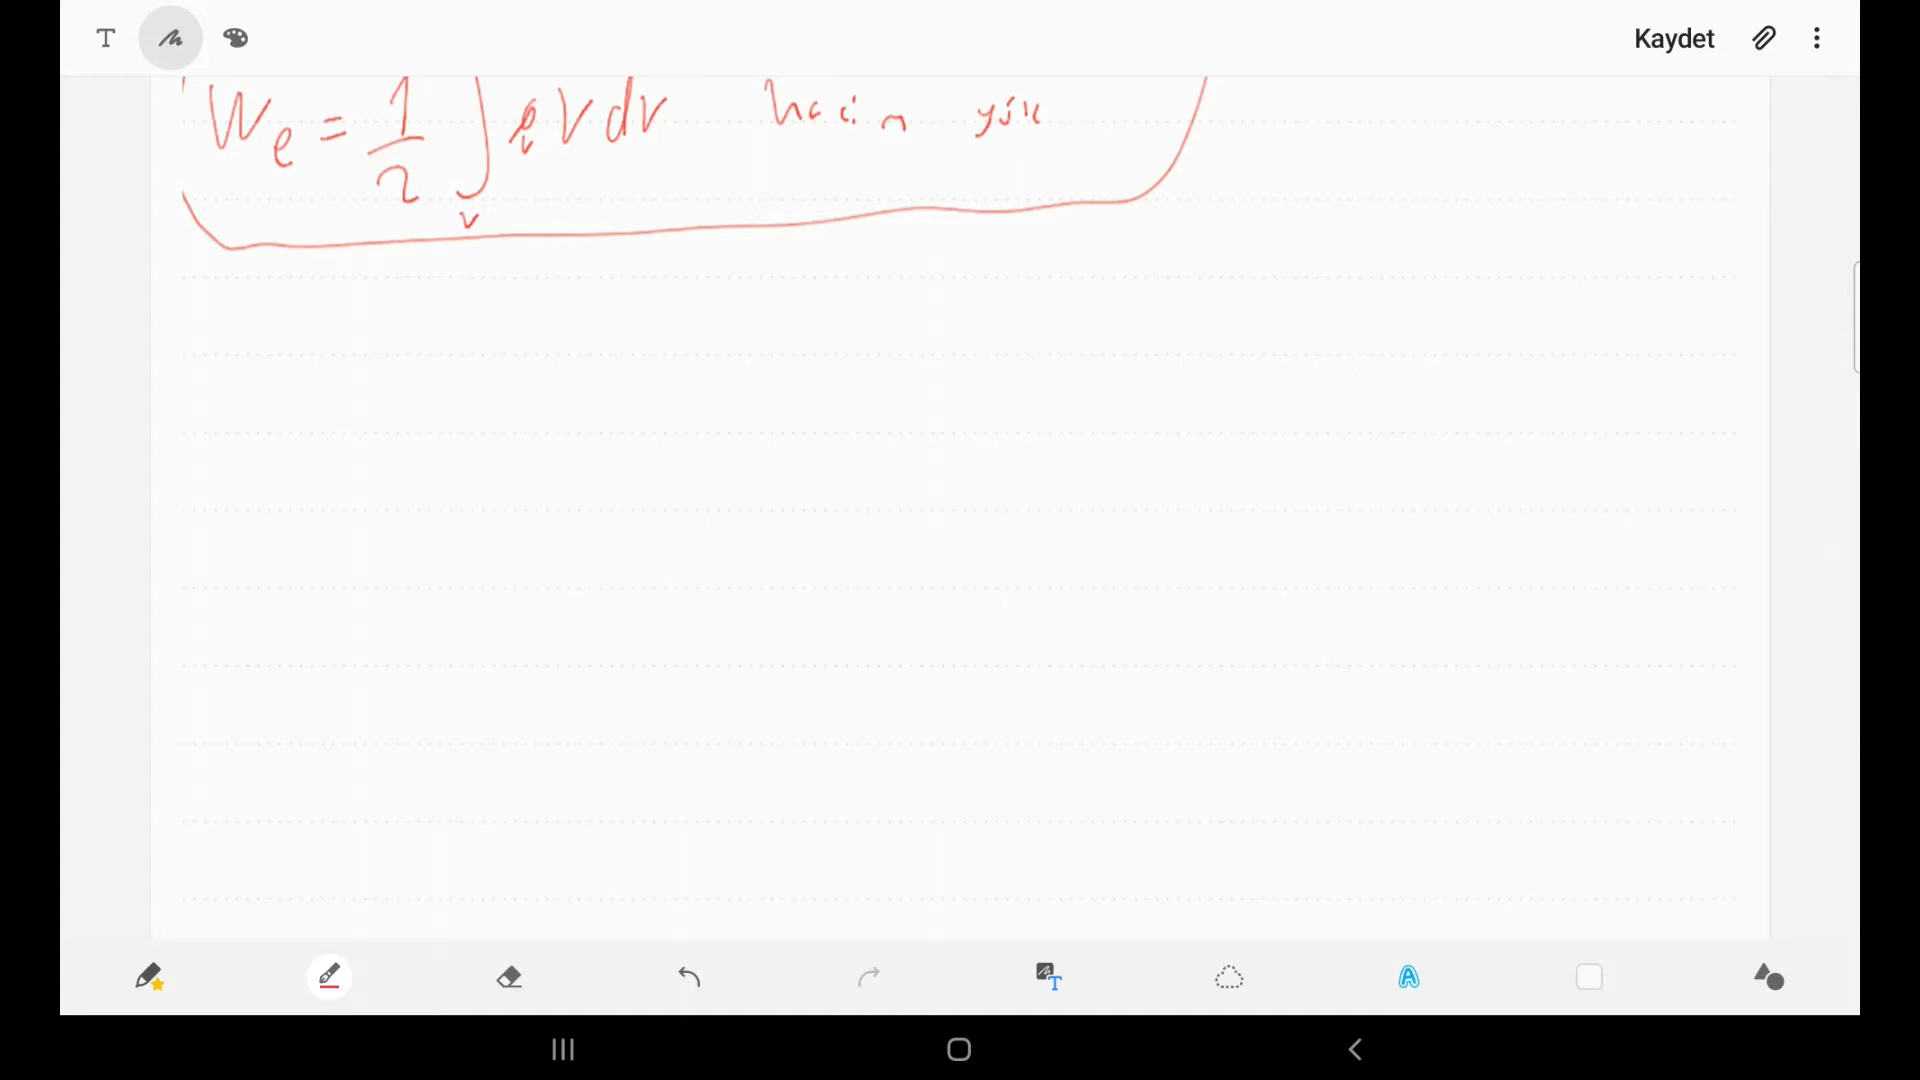 Kaydet
We = 1/2 ∫v ρv V dv hacim yük